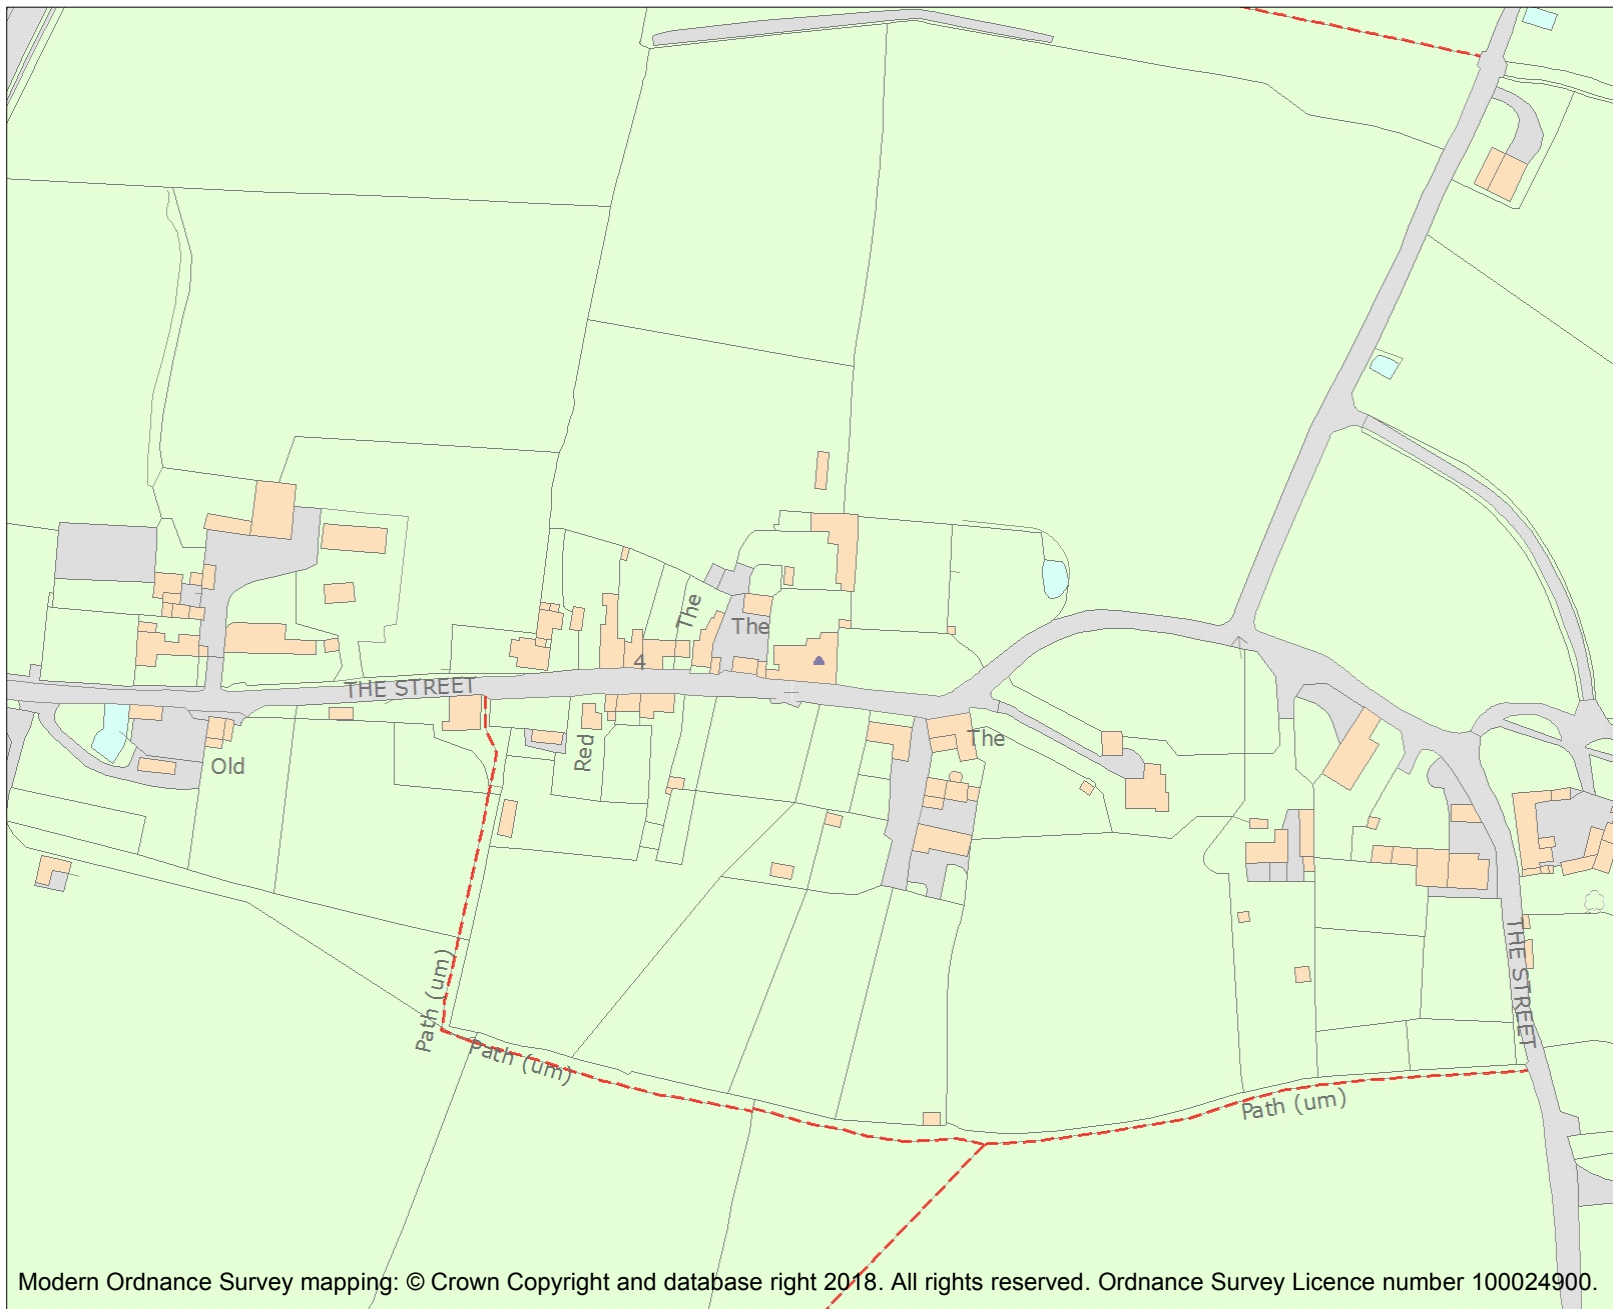 The
The
4
THE STREET
Red
The
Old
THE STREET
Path (um)
Path (um)
Path (um)
Modern Ordnance Survey mapping: © Crown Copyright and database right 2018. All rights reserved. Ordnance Survey Licence number 100024900.